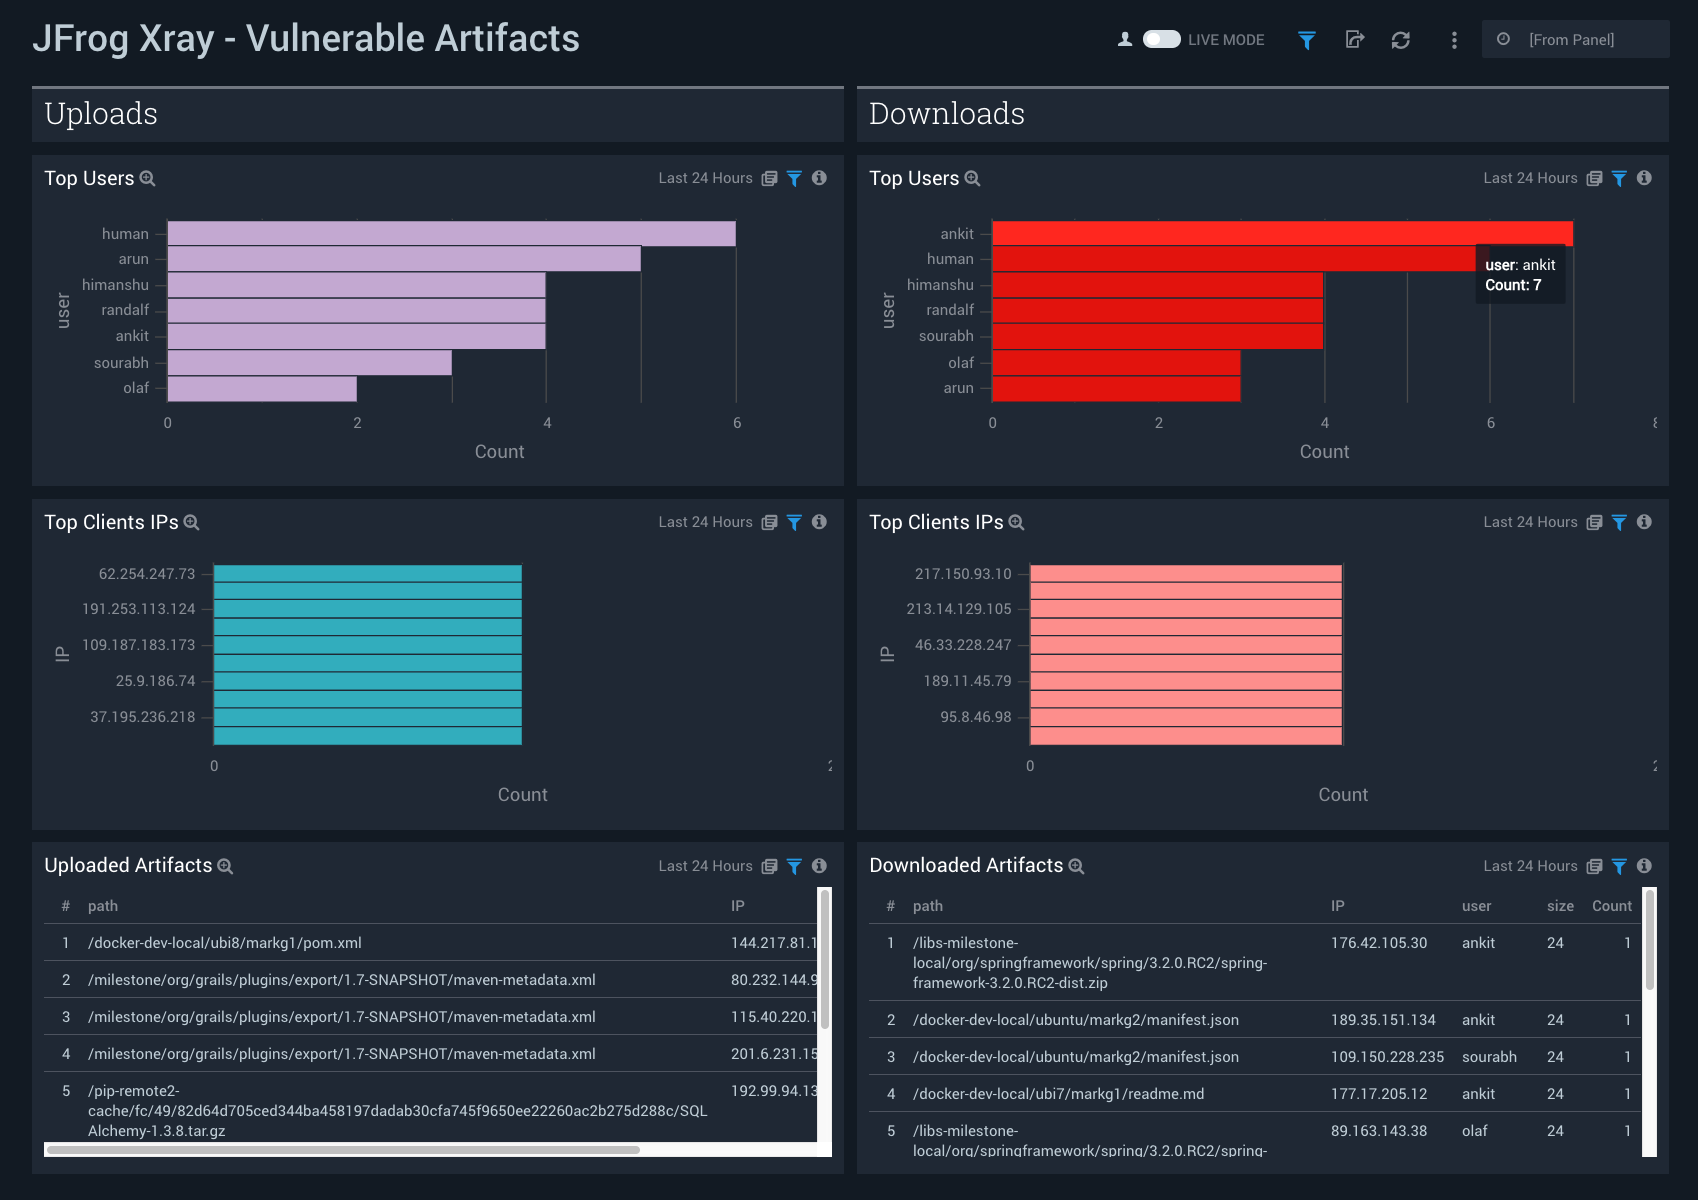 JFrog Xray - Vulnerable Artifacts
LIVE MODE
[From Panel]
Uploads
Top Users
Last 24 Hours
user
human
arun
himanshu
randalf
ankit
sourabh
olaf
0 2 4 6
Count
Top Clients IPs
Last 24 Hours
IP
62.254.247.73
191.253.113.124
109.187.183.173
25.9.186.74
37.195.236.218
0 2
Count
Uploaded Artifacts
Last 24 Hours
# path IP
1 /docker-dev-local/ubi8/markg1/pom.xml 144.217.81.1
2 /milestone/org/grails/plugins/export/1.7-SNAPSHOT/maven-metadata.xml 80.232.144.9
3 /milestone/org/grails/plugins/export/1.7-SNAPSHOT/maven-metadata.xml 115.40.220.1
4 /milestone/org/grails/plugins/export/1.7-SNAPSHOT/maven-metadata.xml 201.6.231.15
5 /pip-remote2- 192.99.94.13
cache/fc/49/82d64d705ced344ba458197dadab30cfa745f9650ee22260ac2b275d288c/SQL
Alchemy-1.3.8.tar.gz
Downloads
Top Users
Last 24 Hours
user
ankit
human
himanshu
randalf
sourabh
olaf
arun
user: ankit
Count: 7
0 2 4 6 8
Count
Top Clients IPs
Last 24 Hours
IP
217.150.93.10
213.14.129.105
46.33.228.247
189.11.45.79
95.8.46.98
0 2
Count
Downloaded Artifacts
Last 24 Hours
# path IP user size Count
1 /libs-milestone- 176.42.105.30 ankit 24 1
local/org/springframework/spring/3.2.0.RC2/spring-
framework-3.2.0.RC2-dist.zip
2 /docker-dev-local/ubuntu/markg2/manifest.json 189.35.151.134 ankit 24 1
3 /docker-dev-local/ubuntu/markg2/manifest.json 109.150.228.235 sourabh 24 1
4 /docker-dev-local/ubi7/markg1/readme.md 177.17.205.12 ankit 24 1
5 /libs-milestone- 89.163.143.38 olaf 24 1
local/org/springframework/spring/3.2.0.RC2/spring-